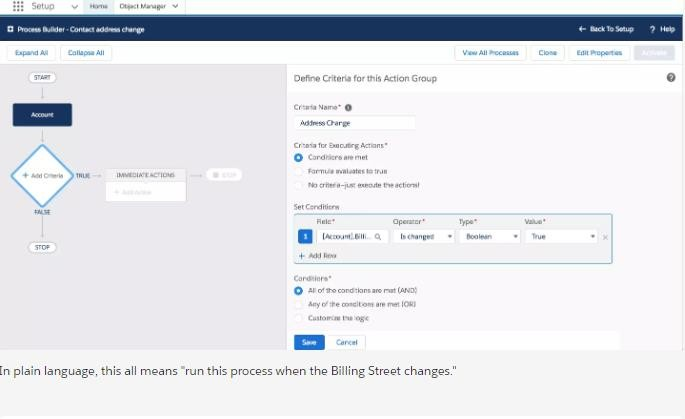 Setup Home Object Manager
Process Builder - Contact address change Back To Setup ? Help
Expand All Collapse All View All Processes Clone Edit Properties Activate
START
Define Criteria for this Action Group
Criteria Name*
Account
Address Change
Criteria for Executing Actions*
Conditions are met
+ Add Criteria TRUE IMMEDIATE ACTIONS STOP
Formula evaluates to true
+ Add Action
No criteria-just execute the actions!
FALSE
Set Conditions
Field* Operator* Type* Value*
1 [Account].Billi... Is changed Boolean True
STOP
+ Add Row
Conditions*
All of the conditions are met (AND)
Any of the conditions are met (OR)
Customize the logic
Save Cancel
In plain language, this all means "run this process when the Billing Street changes."